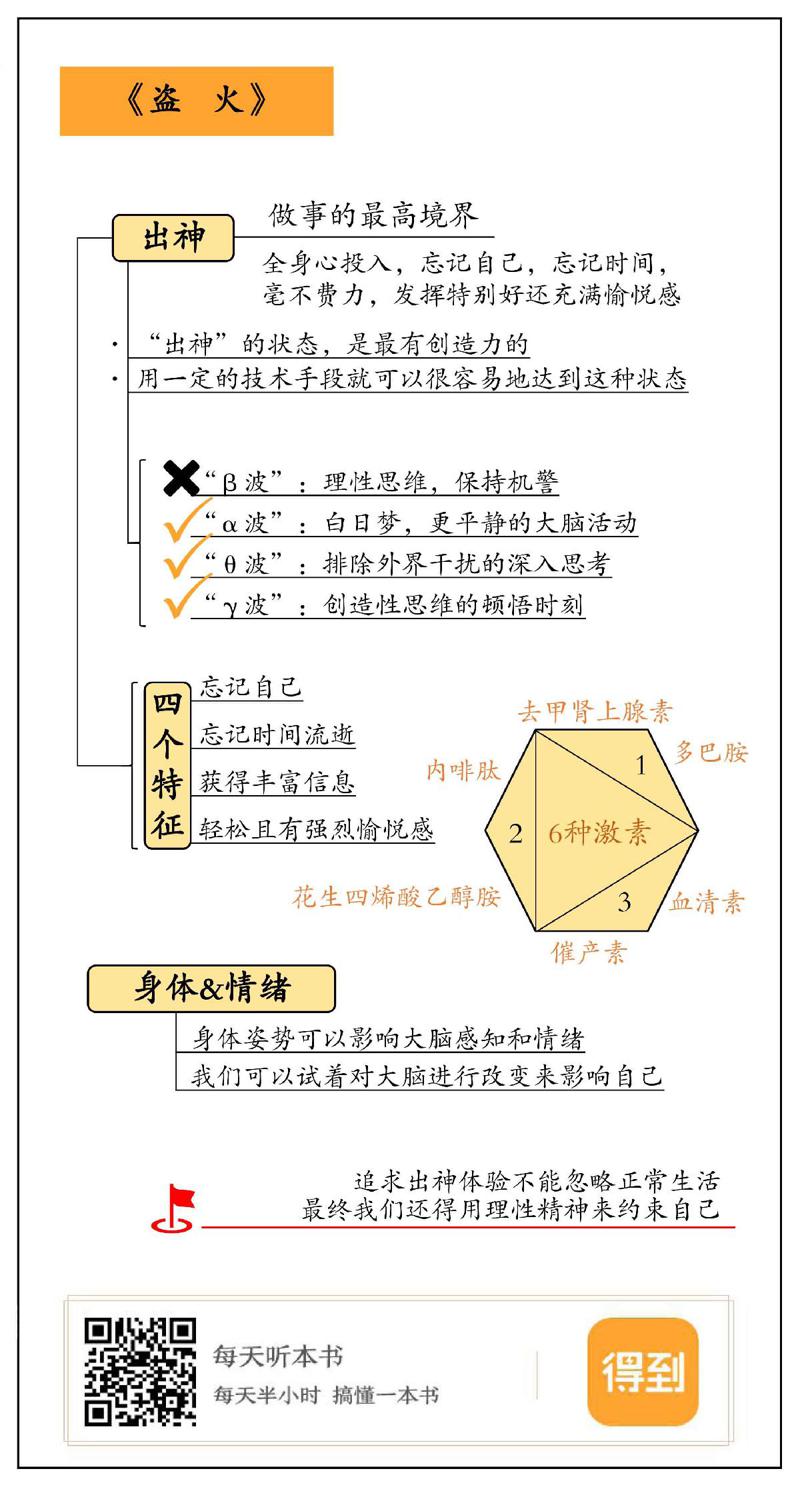 《盗 火》
出神
做事的最高境界
全身心投入，忘记自己，忘记时间，
毫不费力，发挥特别好还充满愉悦感
· “出神”的状态，是最有创造力的
· 用一定的技术手段就可以很容易地达到这种状态
“β波”：理性思维，保持机警
“α波”：白日梦，更平静的大脑活动
“θ波”：排除外界干扰的深入思考
“γ波”：创造性思维的顿悟时刻
四个特征
忘记自己
忘记时间流逝
获得丰富信息
轻松且有强烈愉悦感
去甲肾上腺素
多巴胺
内啡肽
1
2
6种激素
3
花生四烯酸乙醇胺
血清素
催产素
身体&情绪
身体姿势可以影响大脑感知和情绪
我们可以试着对大脑进行改变来影响自己
追求出神体验不能忽略正常生活
最终我们还得用理性精神来约束自己
每天听本书
每天半小时 搞懂一本书
得到